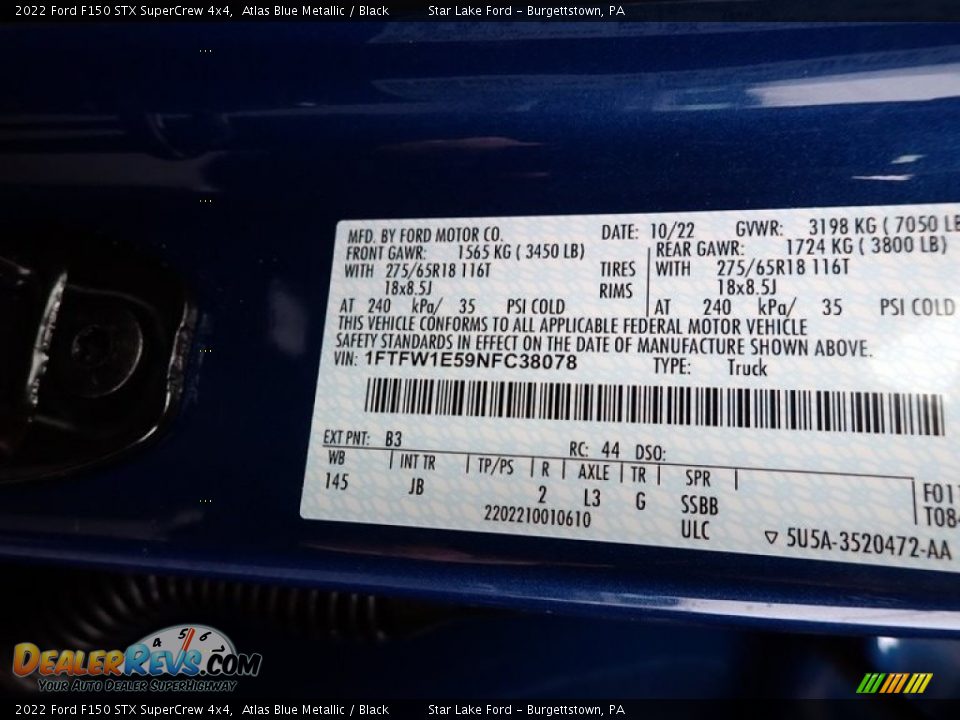 2022 Ford F150 STX SuperCrew 4x4, Atlas Blue Metallic / Black Star Lake Ford - Burgettstown, PA
MFD. BY FORD MOTOR CO. DATE: 10/22 GVWR: 3198 KG ( 7050 LB
FRONT GAWR: 1565 KG ( 3450 LB) REAR GAWR: 1724 KG ( 3800 LB)
WITH 275/65R18 116T TIRES WITH 275/65R18 116T
18x8.5J RIMS 18x8.5J
AT 240 kPa/ 35 PSI COLD AT 240 kPa/ 35 PSI COLD
THIS VEHICLE CONFORMS TO ALL APPLICABLE FEDERAL MOTOR VEHICLE
SAFETY STANDARDS IN EFFECT ON THE DATE OF MANUFACTURE SHOWN ABOVE.
VIN: 1FTFW1E59NFC38078 TYPE: Truck
EXT PNT: B3 RC: 44 DSO:
WB INT TR TP/PS R AXLE TR SPR
145 JB 2 L3 G SSBB
2202210010610 ULC
F011
T084
▽ 5U5A-3520472-AA
4 5 6
DEALERREVS.COM
YOUR AUTO DEALER SUPERHIGHWAY
2022 Ford F150 STX SuperCrew 4x4, Atlas Blue Metallic / Black Star Lake Ford - Burgettstown, PA